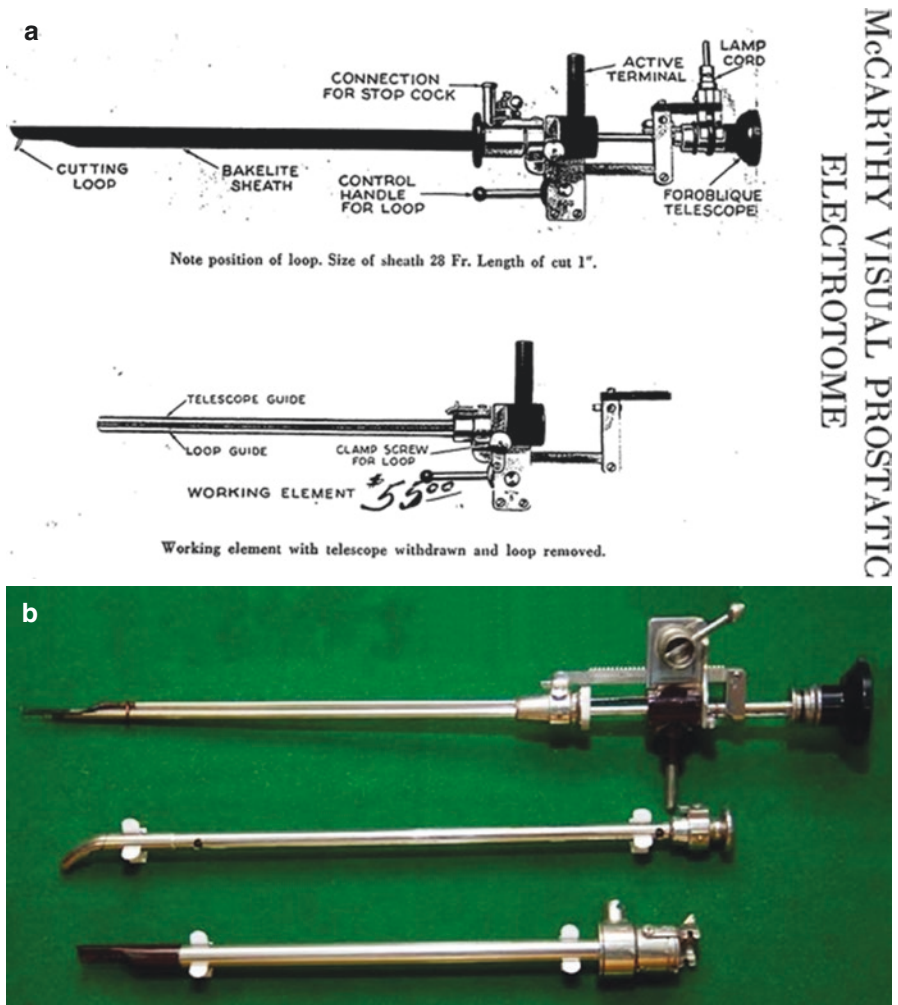 a
LAMP
CORD
ACTIVE
TERMINAL
CONNECTION
FOR STOP COCK
CUTTING
LOOP
BAKELITE
SHEATH
CONTROL
HANDLE
FOR LOOP
FOROBLIQUE
TELESCOPE
Note position of loop. Size of sheath 28 Fr. Length of cut 1".
McCARTHY VISUAL PROSTATIC
ELECTROTOME
TELESCOPE GUIDE
LOOP GUIDE
CLAMP SCREW
FOR LOOP
WORKING ELEMENT $55.00
Working element with telescope withdrawn and loop removed.
b